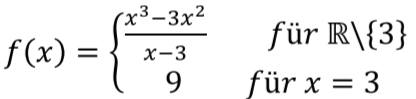 f(x) = { (x³−3x²)/(x−3) für ℝ\{3}
9 für x = 3